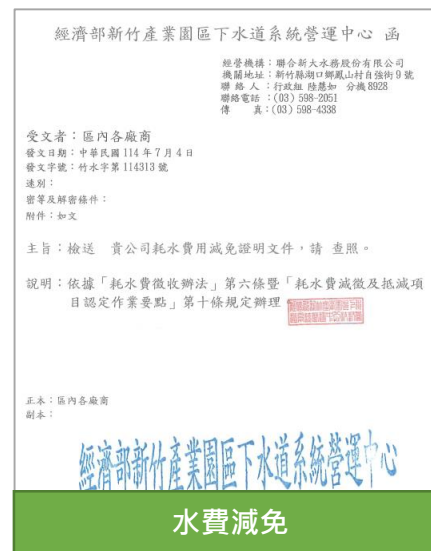 經濟部新竹產業園區下水道系統營運中心 函
經營機構：聯合新大水務股份有限公司
機關地址：新竹縣湖口鄉鳳山村自強街9號
聯 絡 人：行政組 陸慧如 分機8928
聯絡電話：(03) 598-2051
傳　　真：(03) 598-4338
受文者：區內各廠商
發文日期：中華民國114年7月4日
發文字號：竹水字第114313號
速別：
密等及解密條件：
附件：如文
主旨：檢送 貴公司耗水費用減免證明文件，請 查照。
說明：依據「耗水費徵收辦法」第六條暨「耗水費減徵及抵減項
目認定作業要點」第十條規定辦理
正本：區內各廠商
副本：
經濟部新竹產業園區下水道系統營運中心
水費減免